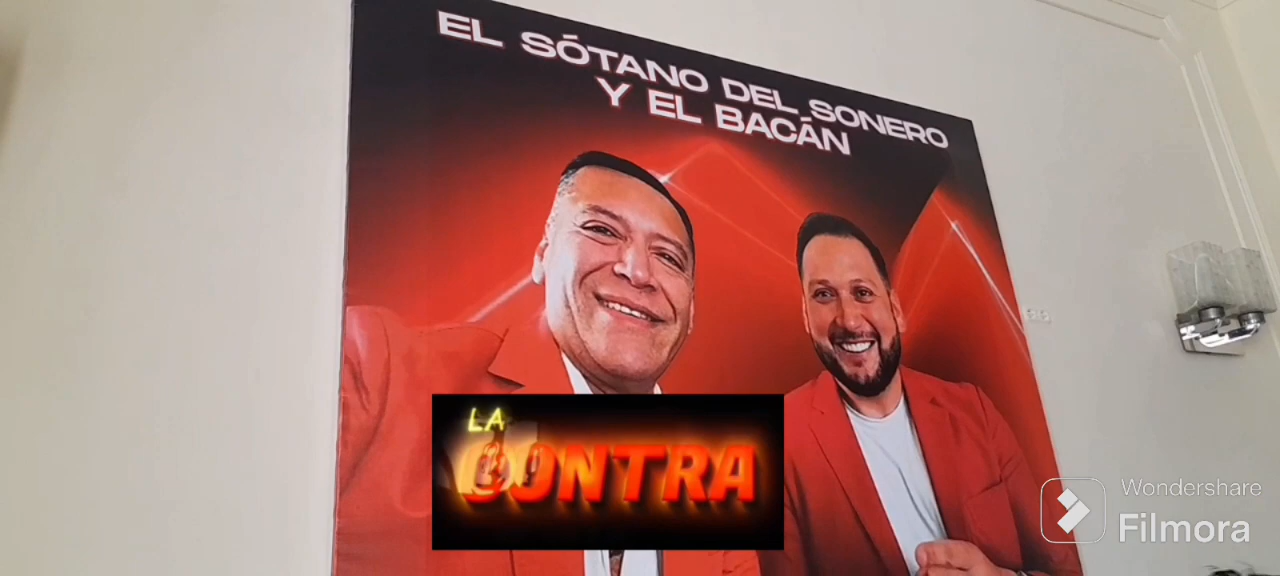 EL SÓTANO DEL SONERO
Y EL BACÁN
LA
CONTRA
Wondershare
Filmora